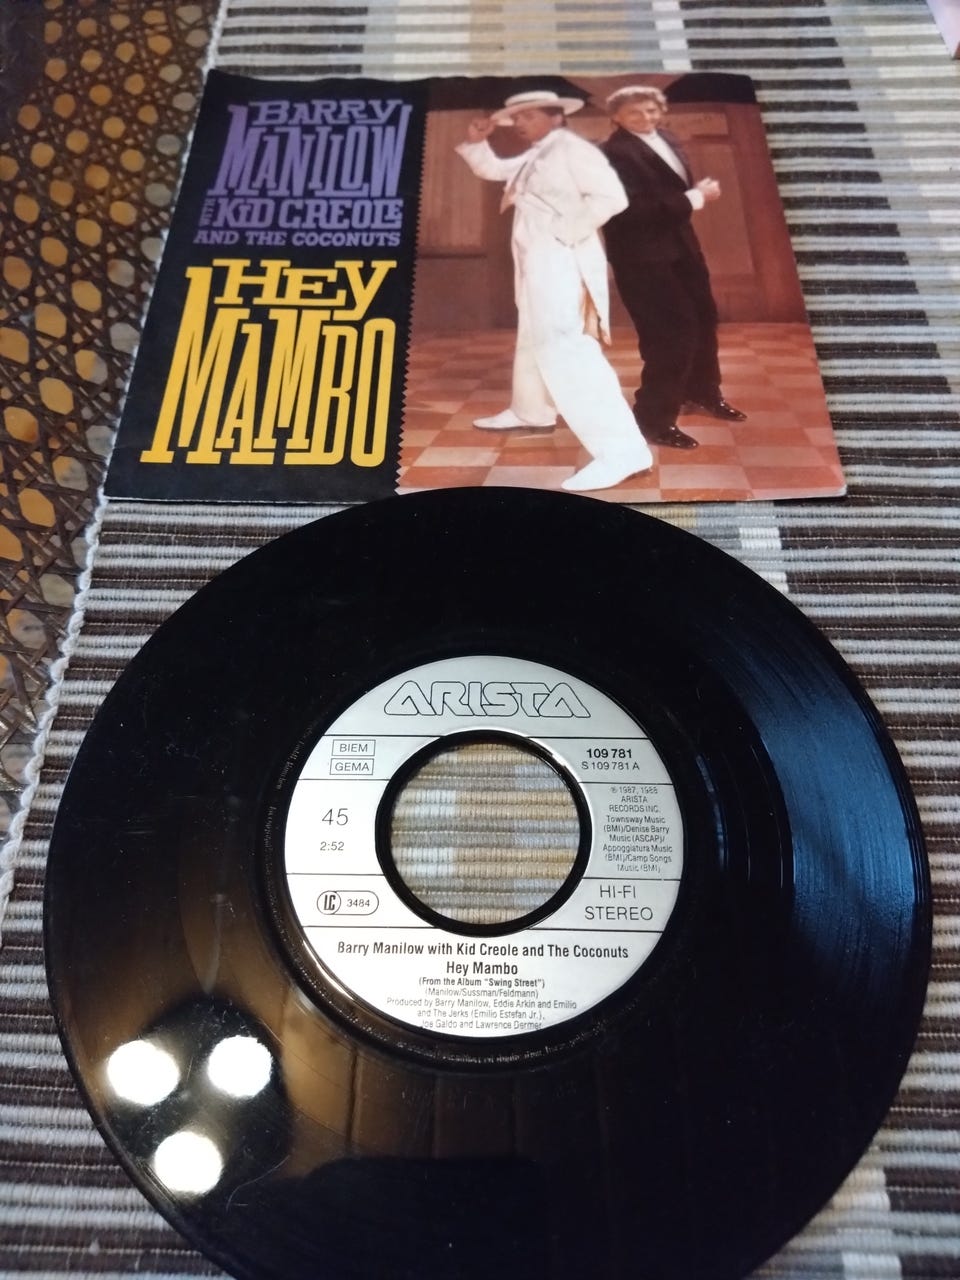 BARRY
MANILOW
WITH KID CREOLE
AND THE COCONUTS
HEY
MAMBO
ARISTA
BIEM
GEMA
109 781
S 109 781 A
℗ 1987, 1988
ARISTA
RECORDS INC.
Townsway Music
(BMI)/Denise Barry
Music (ASCAP)/
Appoggiatura Music
(BMI)/Camp Songs
Music (BMI)
45
2:52
LC 3484
HI-FI
STEREO
Barry Manilow with Kid Creole and The Coconuts
Hey Mambo
(From the Album "Swing Street")
(Manilow/Sussman/Feldmann)
Produced by Barry Manilow, Eddie Arkin and Emilio
and The Jerks (Emilio Estefan Jr.),
Joe Galdo and Lawrence Dermer